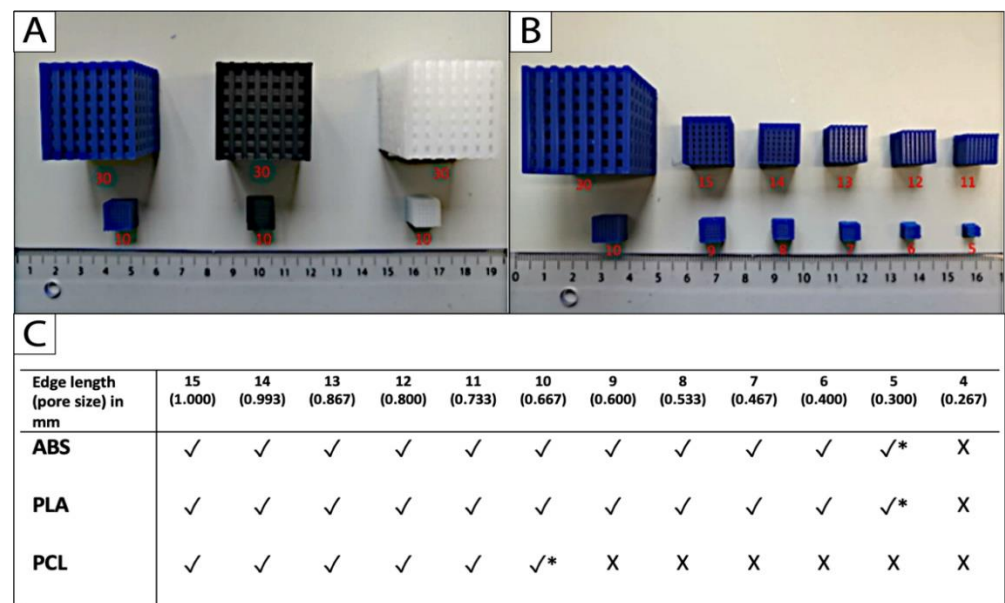 A
30 30
10 10 10
1 2 3 4 5 6 7 8 9 10 11 12 13 14 15 16 17 18 19
B
15 14 13 12 11
10 9 8 6 5
0 1 2 3 4 5 6 7 8 9 10 11 12 13 14 15 16
C
Edge length (pore size) in mm 15 (1.000) 14 (0.993) 13 (0.867) 12 (0.800) 11 (0.733) 10 (0.667) 9 (0.600) 8 (0.533) 7 (0.467) 6 (0.400) 5 (0.300) 4 (0.267)
ABS ✓ ✓ ✓ ✓ ✓ ✓ ✓ ✓ ✓ ✓ ✓* X
PLA ✓ ✓ ✓ ✓ ✓ ✓ ✓ ✓ ✓ ✓ ✓* X
PCL ✓ ✓ ✓ ✓ ✓ ✓* X X X X X X